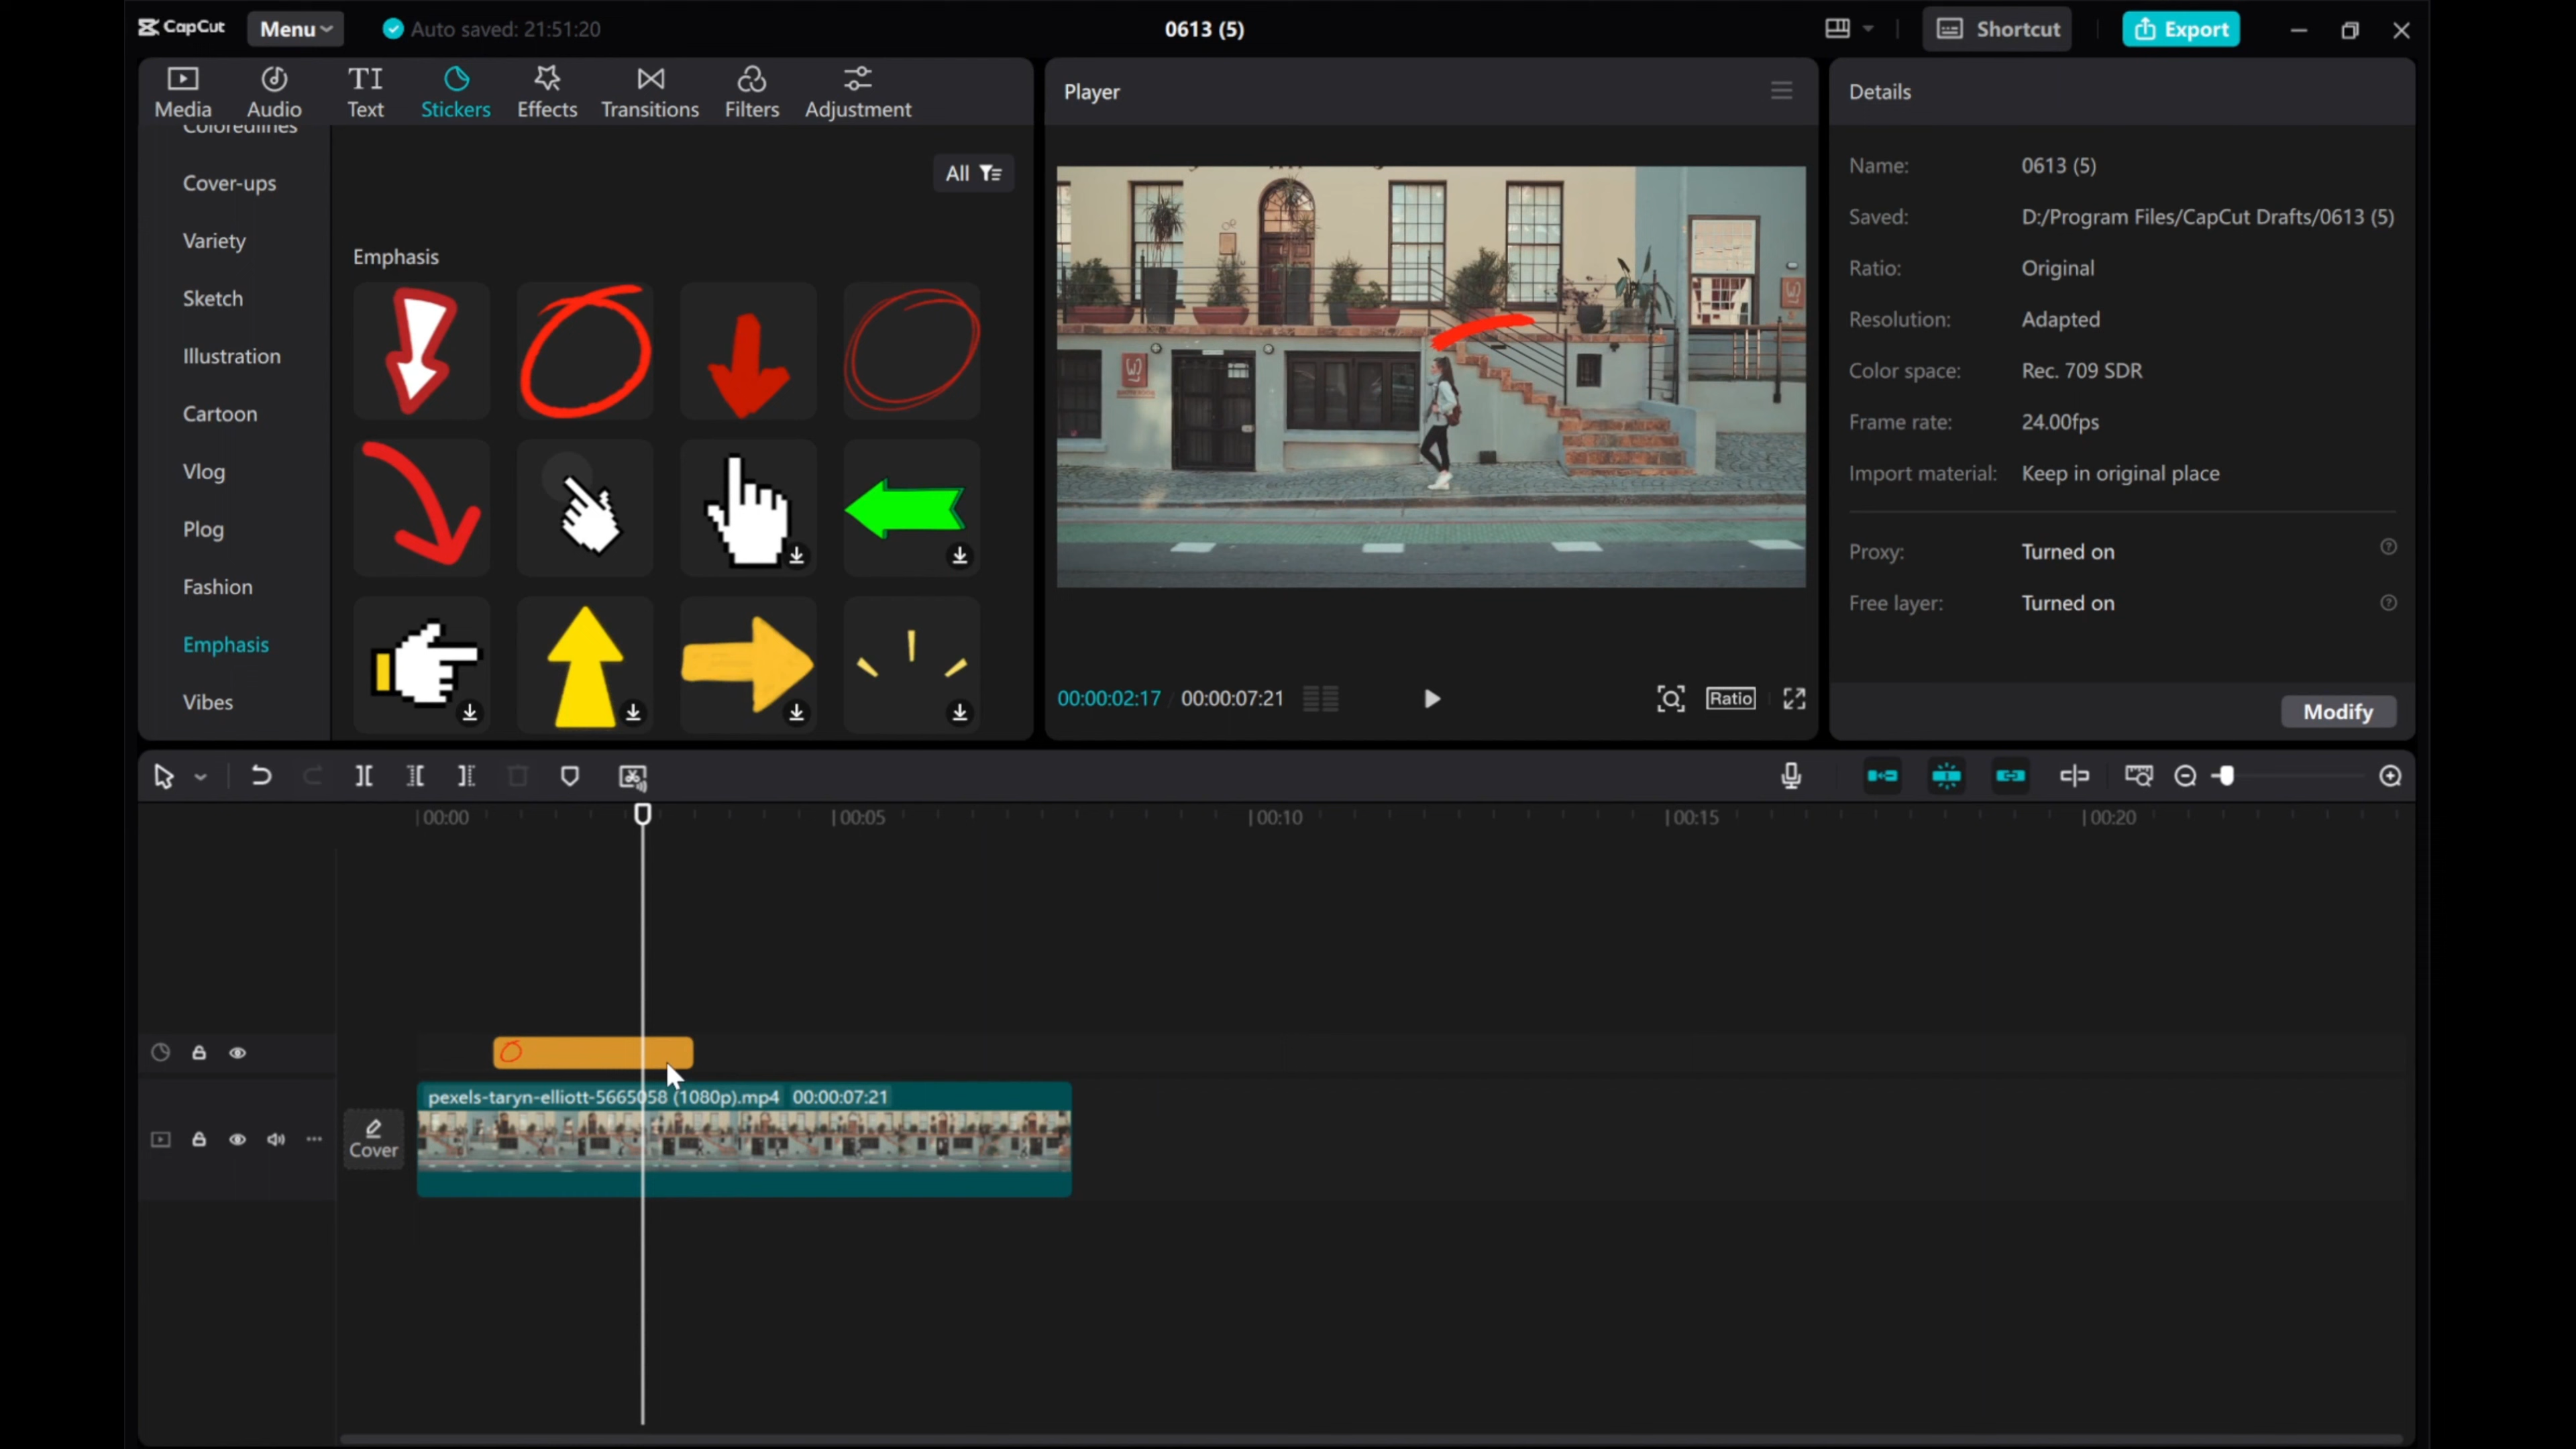 CapCut
Menu
Auto saved: 21:51:20
0613 (5)
Shortcut
Export
Media
Audio
TI
Text
Stickers
Effects
Transitions
Filters
Adjustment
Player
Details
Coloredlines
Cover-ups
Variety
Sketch
Illustration
Cartoon
Vlog
Plog
Fashion
Emphasis
Vibes
All
Emphasis
00:00:02:17 / 00:00:07:21
Ratio
Name: 0613 (5)
Saved: D:/Program Files/CapCut Drafts/0613 (5)
Ratio: Original
Resolution: Adapted
Color space: Rec. 709 SDR
Frame rate: 24.00fps
Import material: Keep in original place
Proxy: Turned on
Free layer: Turned on
Modify
00:00
00:05
00:10
00:15
00:20
pexels-taryn-elliott-5665058 (1080p).mp4 00:00:07:21
Cover